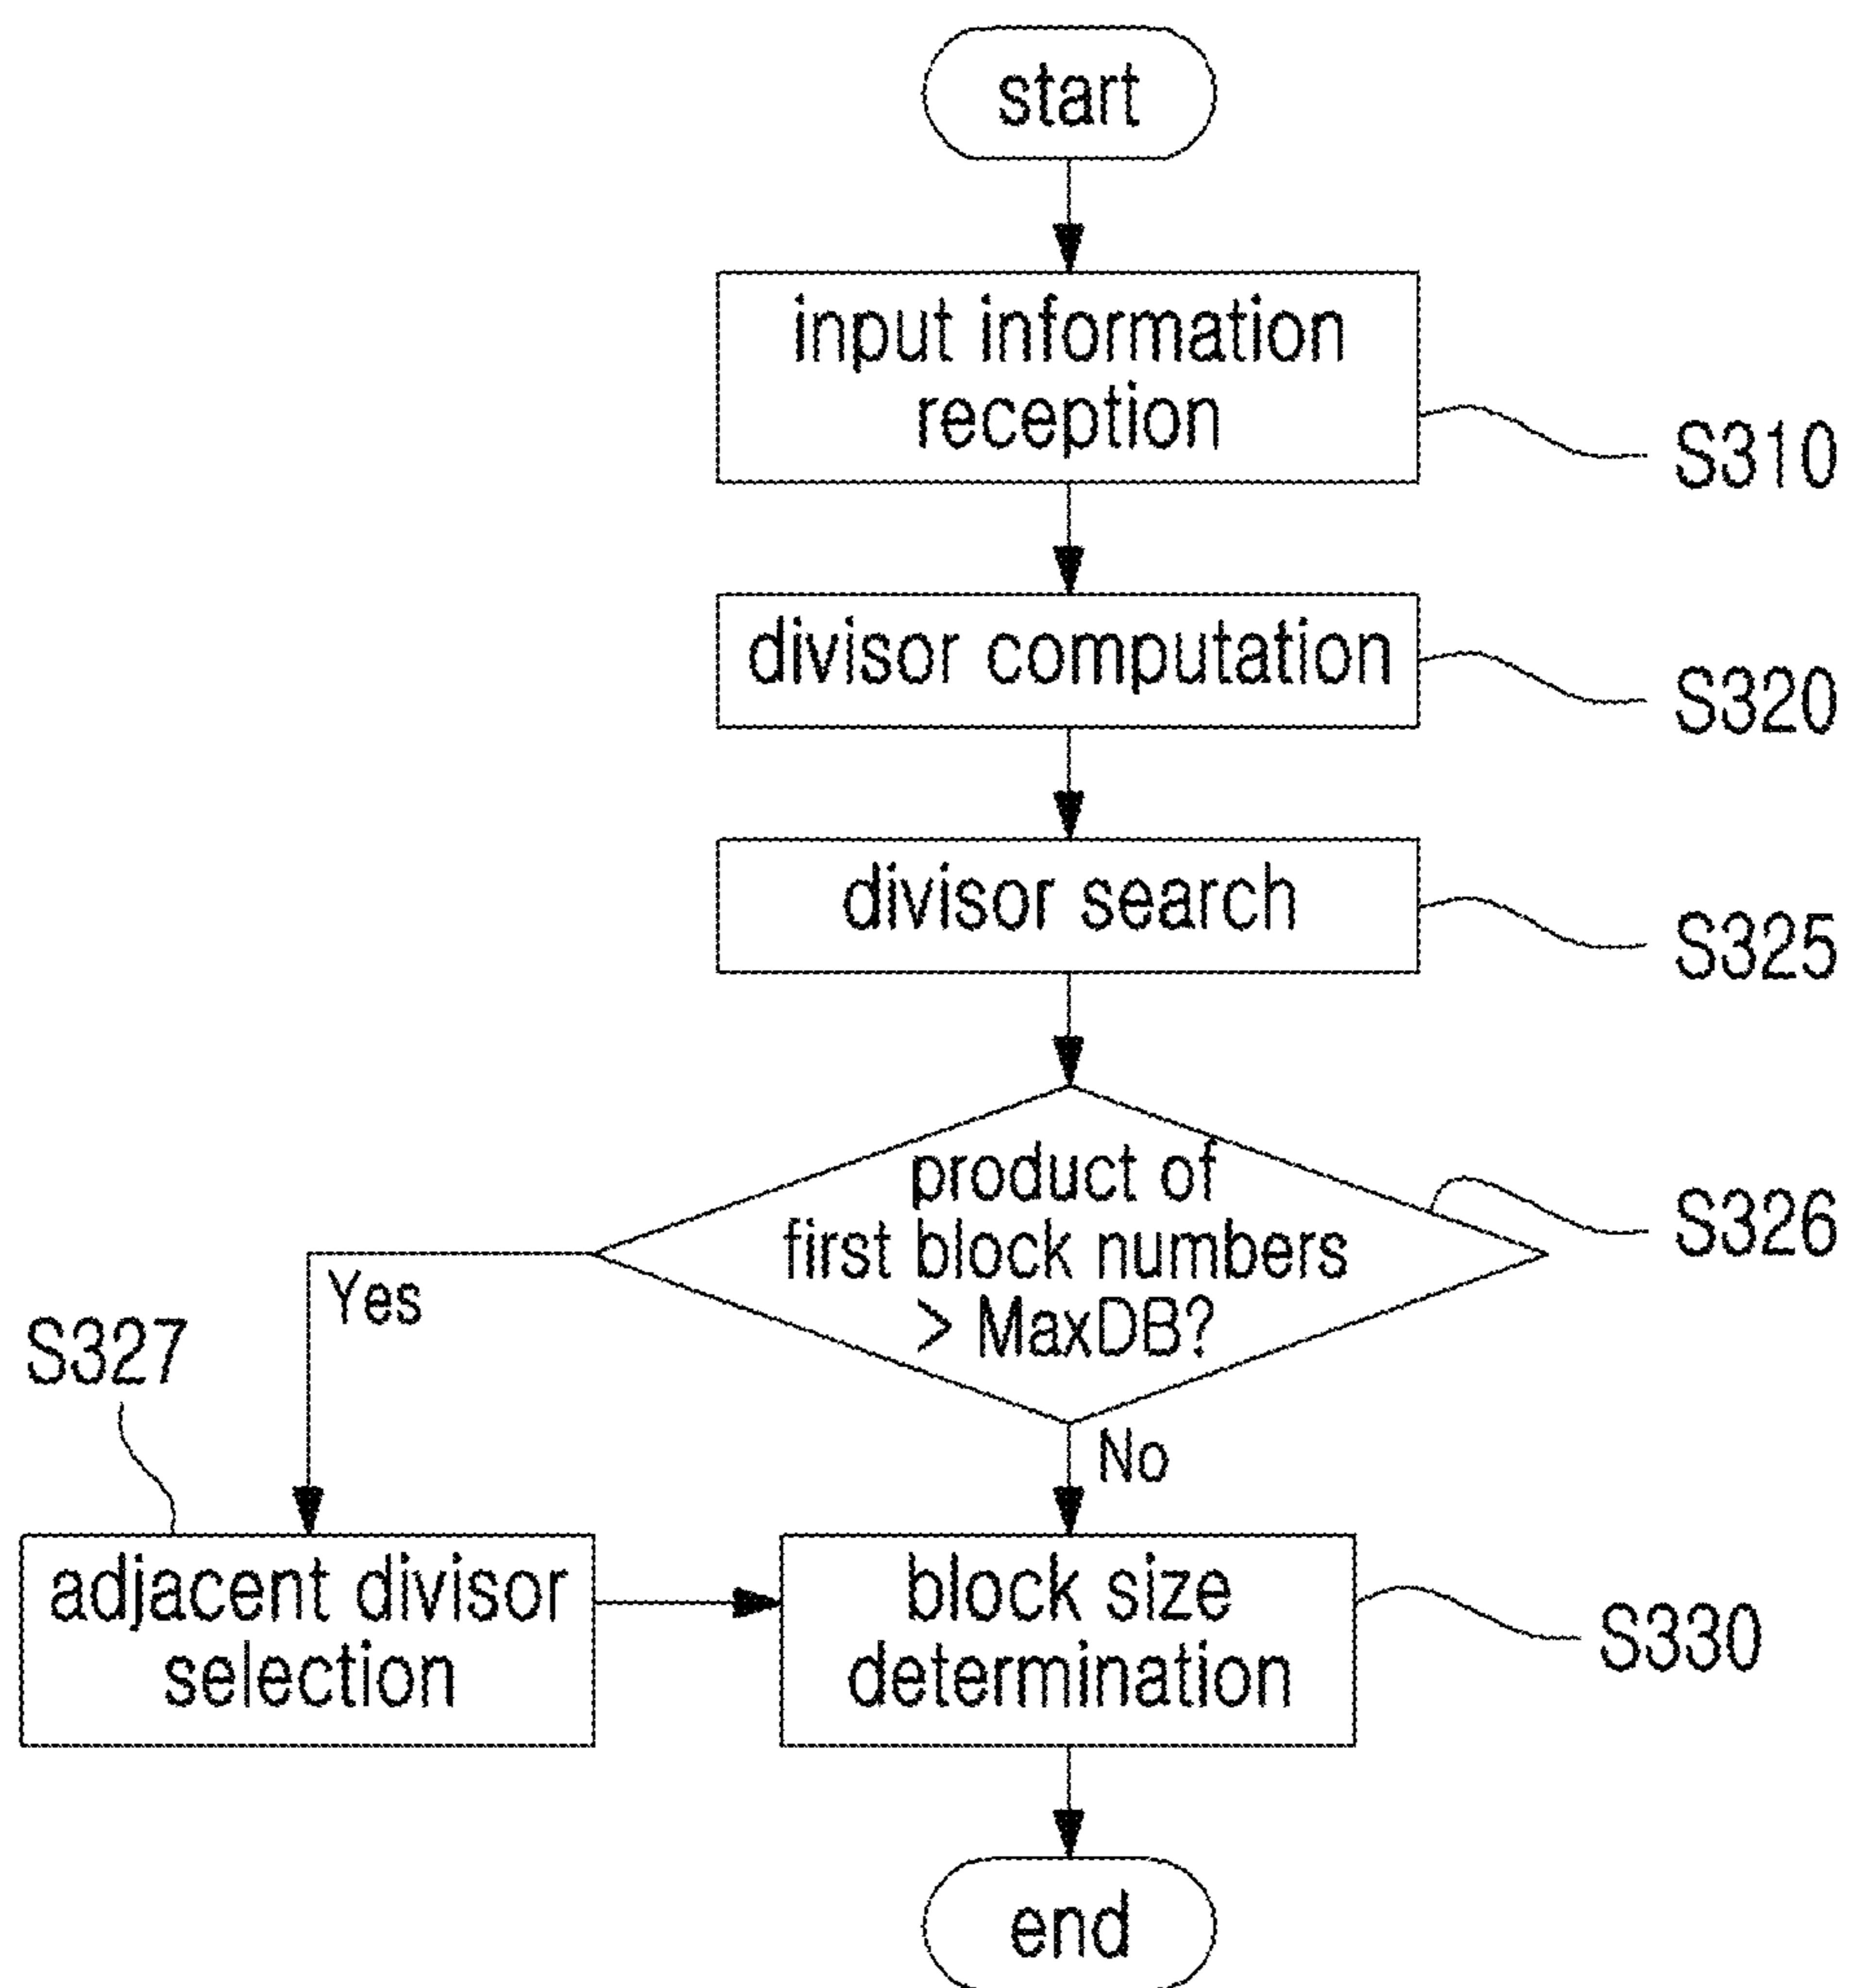 start
input information
reception
S310
divisor computation
S320
divisor search
S325
product of
first block numbers
> MaxDB?
S326
Yes
No
S327
adjacent divisor
selection
block size
determination
S330
end